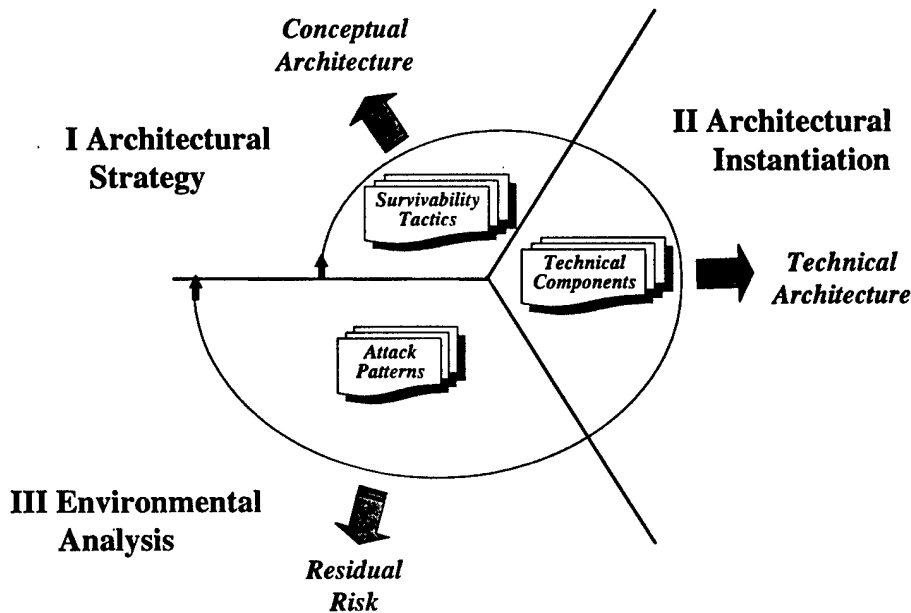 Conceptual
Architecture
I Architectural
Strategy
II Architectural
Instantiation
Survivability
Tactics
Technical
Components
Technical
Architecture
Attack
Patterns
III Environmental
Analysis
Residual
Risk